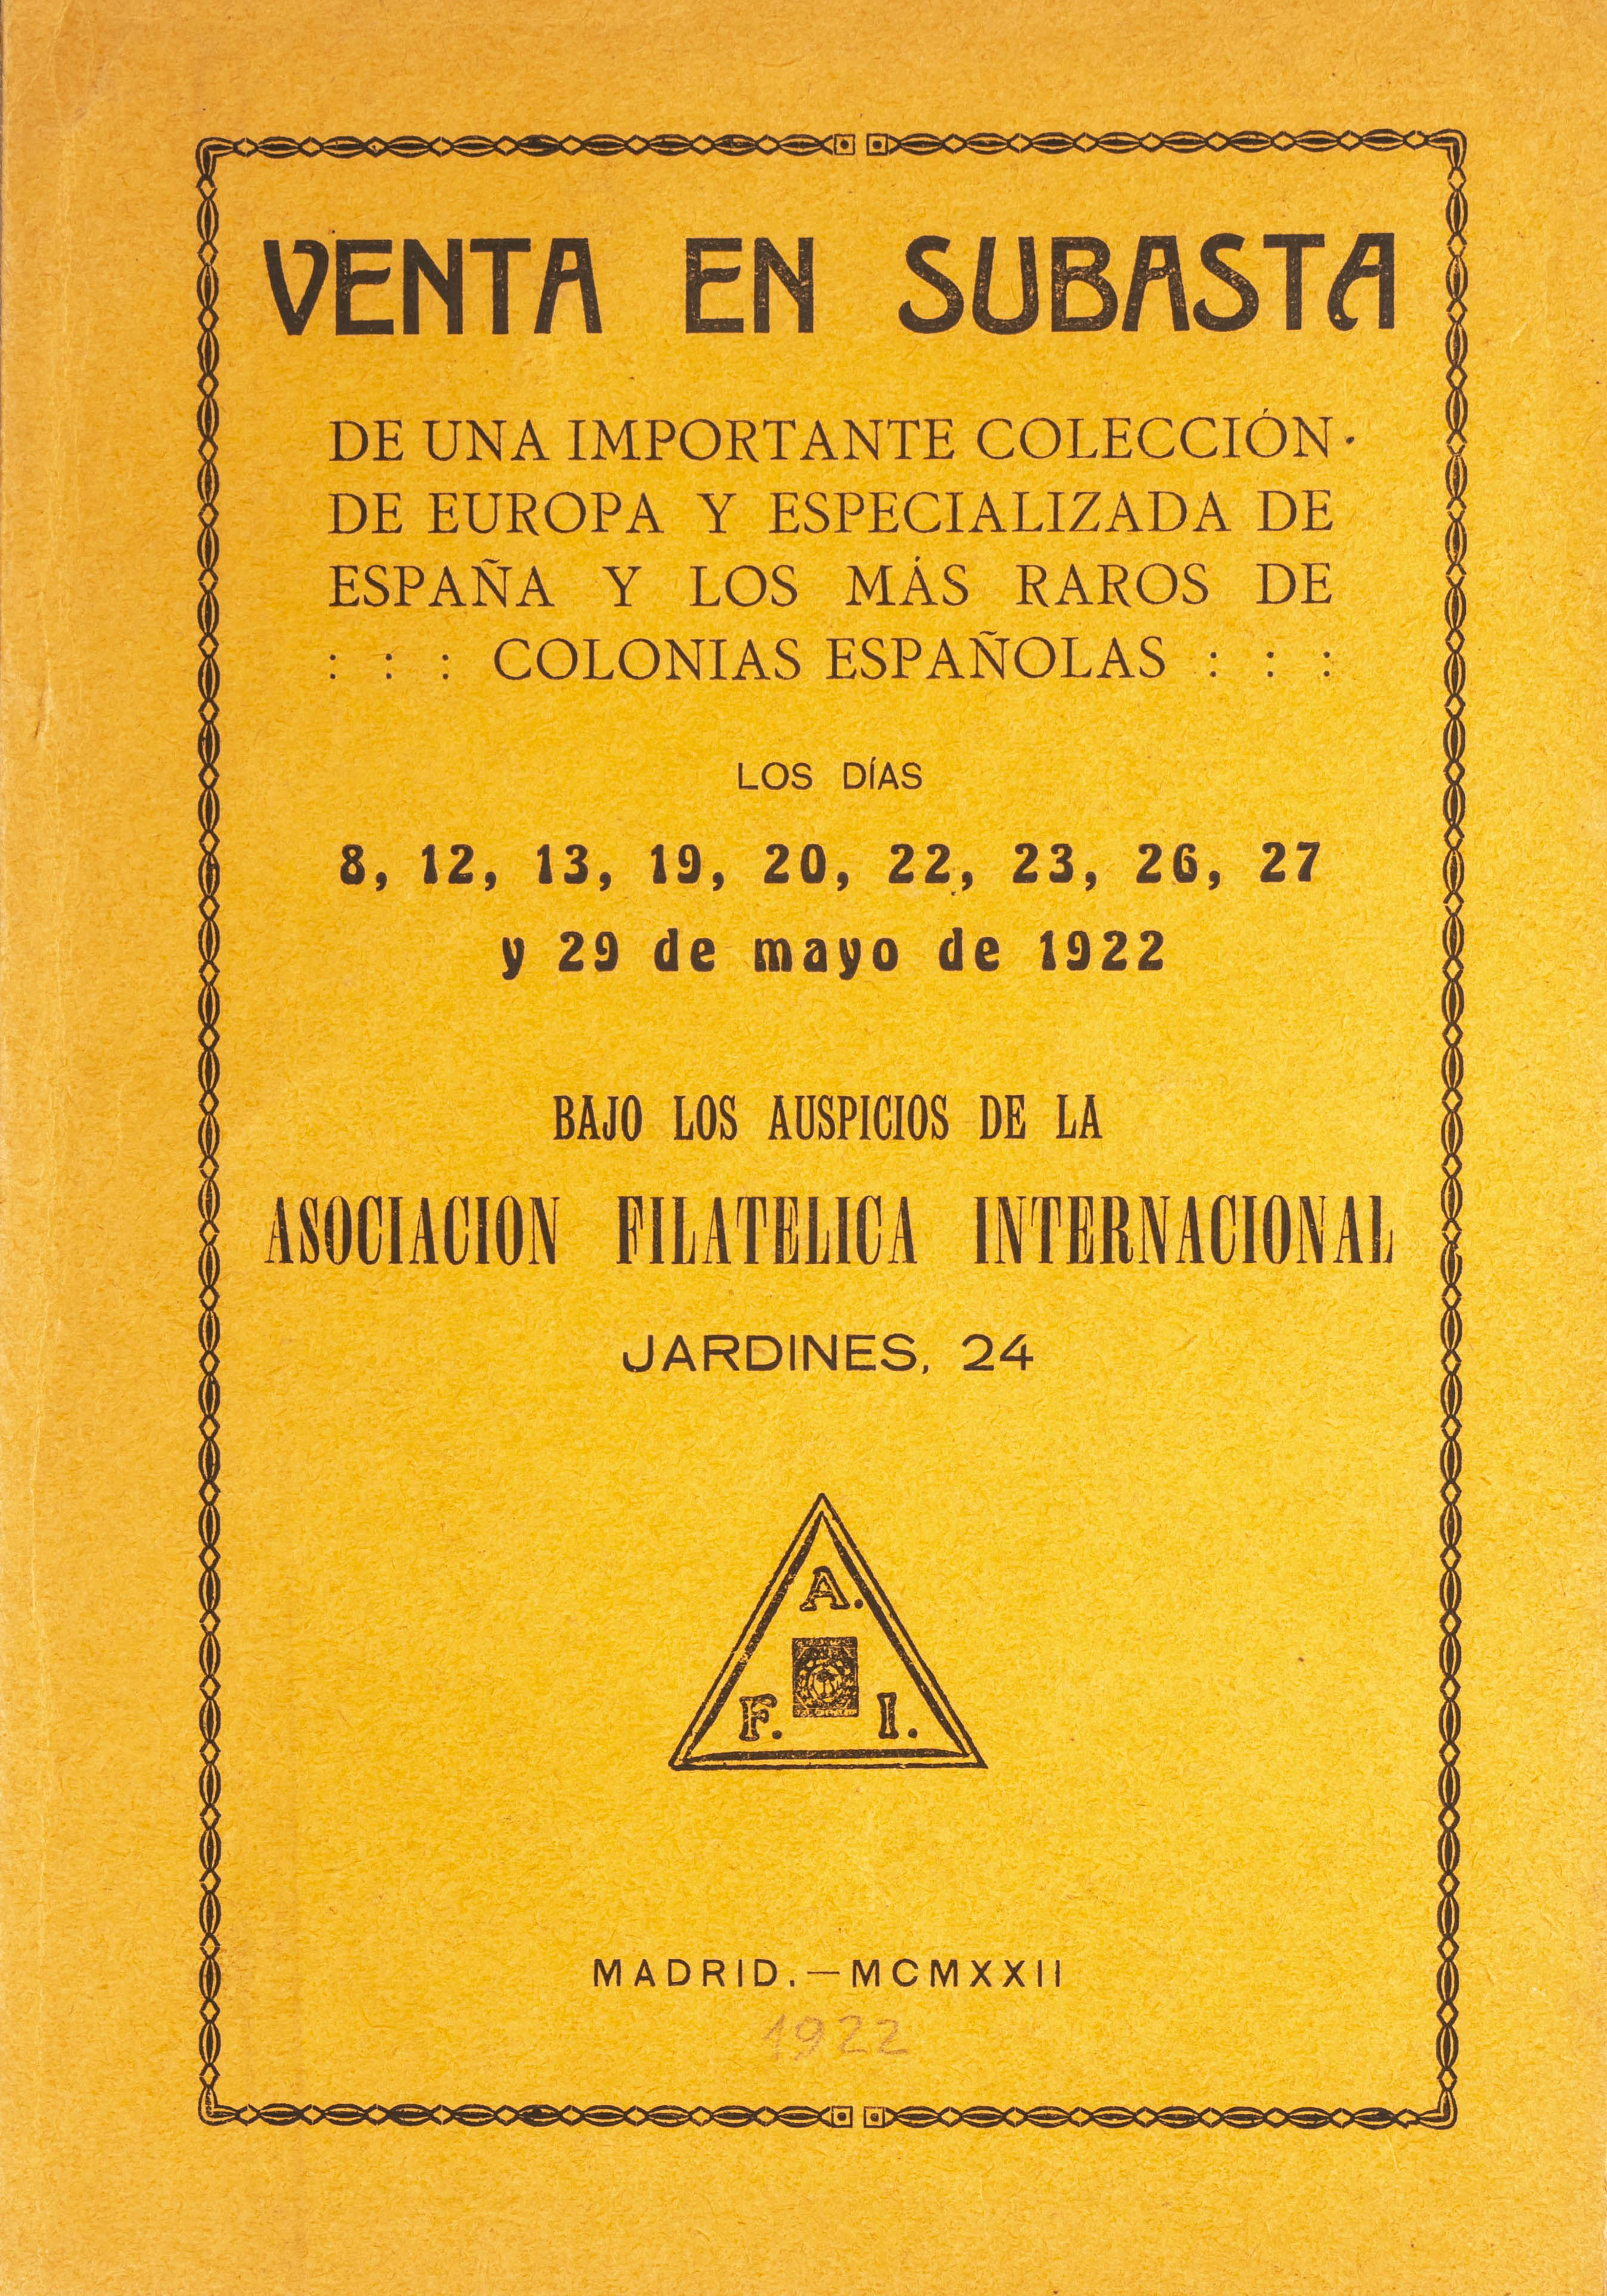 VENTA EN SUBASTA
DE UNA IMPORTANTE COLECCIÓN·
DE EUROPA Y ESPECIALIZADA DE
ESPAÑA Y LOS MÁS RAROS DE
: : : COLONIAS ESPAÑOLAS : : :
LOS DÍAS
8, 12, 13, 19, 20, 22, 23, 26, 27
y 29 de mayo de 1922
BAJO LOS AUSPICIOS DE LA
ASOCIACION FILATELICA INTERNACIONAL
JARDINES, 24
A.
F. I.
MADRID.—MCMXXII
1922